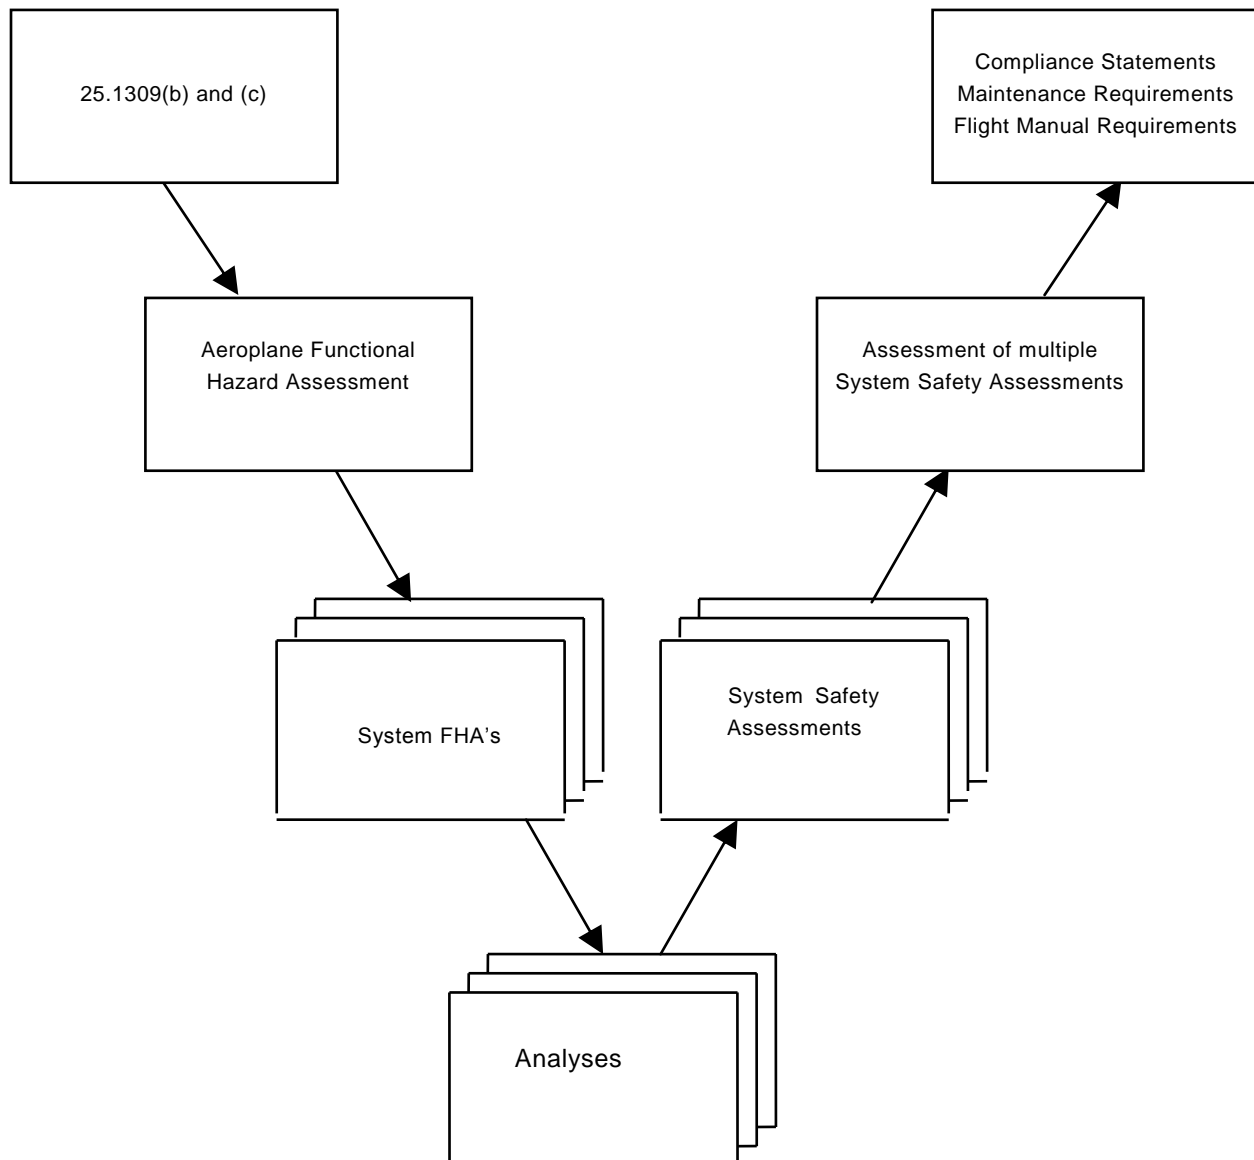 25.1309(b) and (c)
Compliance Statements
Maintenance Requirements
Flight Manual Requirements
Aeroplane Functional
Hazard Assessment
Assessment of multiple
System Safety Assessments
System FHA’s
System Safety
Assessments
Analyses